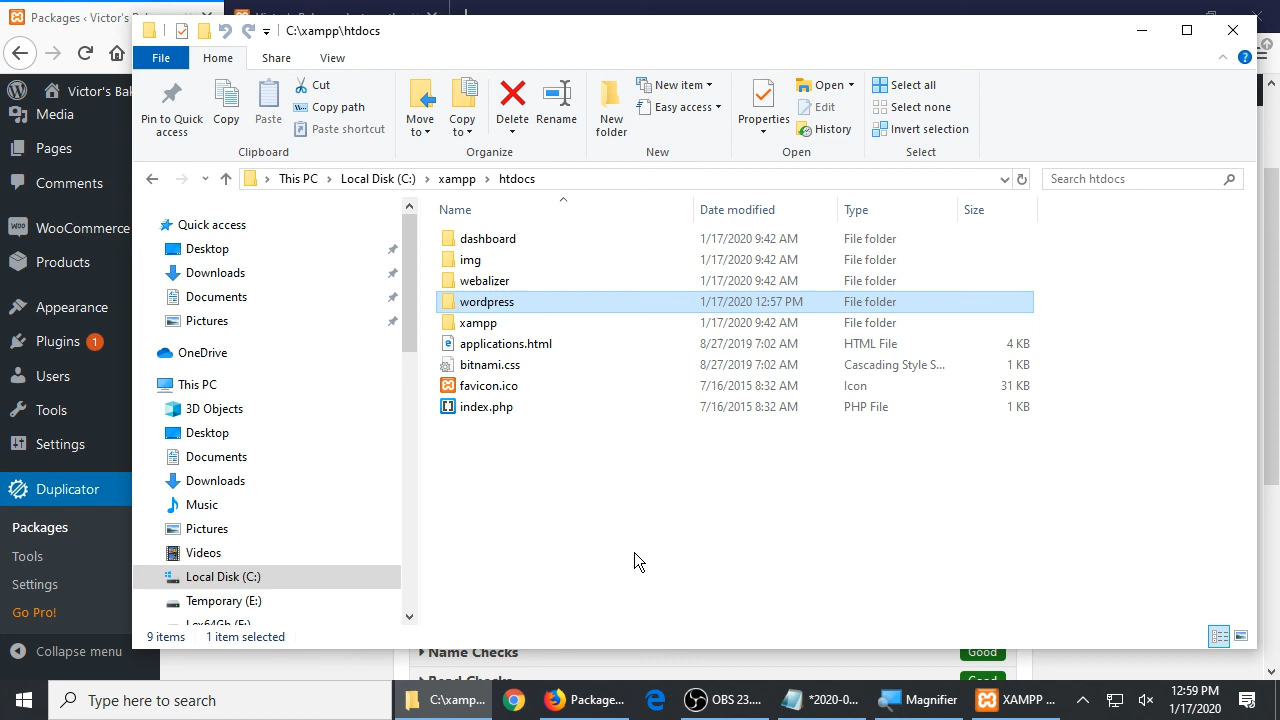 Packages ‹ Victor's
C:\xampp\htdocs
File
Home
Share
View
Pin to Quick access
Copy
Paste
Cut
Copy path
Paste shortcut
Clipboard
Move to
Copy to
Delete
Rename
Organize
New folder
New item
Easy access
New
Properties
Open
Edit
History
Open
Select all
Select none
Invert selection
Select
This PC > Local Disk (C:) > xampp > htdocs
Search htdocs
Name Date modified Type Size
dashboard 1/17/2020 9:42 AM File folder
img 1/17/2020 9:42 AM File folder
webalizer 1/17/2020 9:42 AM File folder
wordpress 1/17/2020 12:57 PM File folder
xampp 1/17/2020 9:42 AM File folder
applications.html 8/27/2019 7:02 AM HTML File 4 KB
bitnami.css 8/27/2019 7:02 AM Cascading Style S... 1 KB
favicon.ico 7/16/2015 8:32 AM Icon 31 KB
index.php 7/16/2015 8:32 AM PHP File 1 KB
Quick access
Desktop
Downloads
Documents
Pictures
OneDrive
This PC
3D Objects
Desktop
Documents
Downloads
Music
Pictures
Videos
Local Disk (C:)
Temporary (E:)
9 items 1 item selected
Victor's Bak
Media
Pages
Comments
WooCommerce
Products
Appearance
Plugins 1
Users
Tools
Settings
Duplicator
Packages
Tools
Settings
Go Pro!
Collapse menu
Name Checks Good
Type here to search
C:\xamp...
Package...
OBS 23....
*2020-0...
Magnifier
XAMPP ...
12:59 PM
1/17/2020